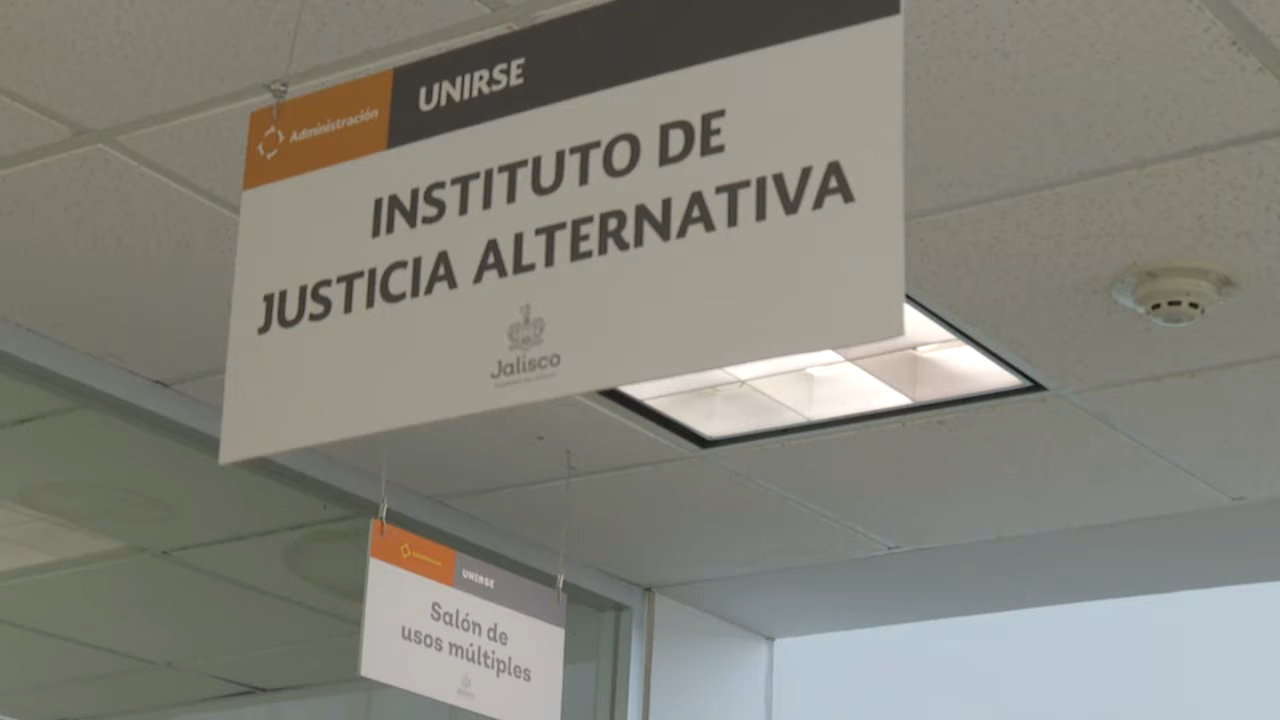 Administración
UNIRSE
INSTITUTO DE
JUSTICIA ALTERNATIVA
Jalisco
UNIRSE
Salón de
usos múltiples